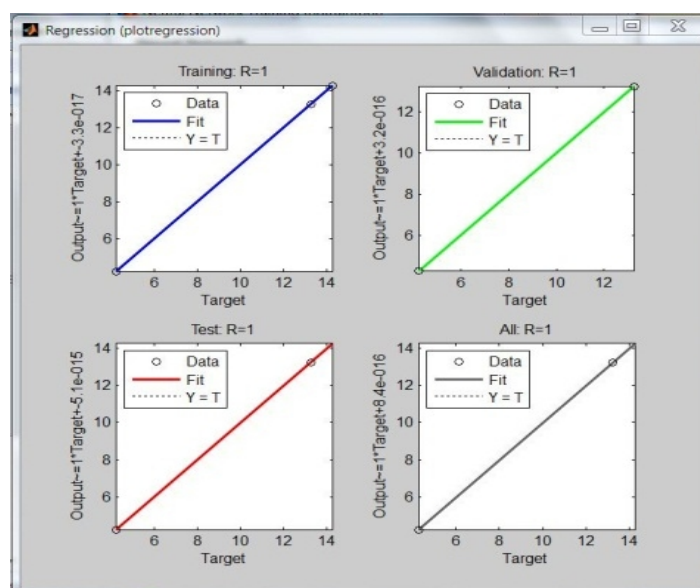 Regression (plotregression)
Training: R=1
Output~=1*Target+-3.3e-017
14
12
10
8
6
Data
Fit
Y = T
6 8 10 12 14
Target
Validation: R=1
Output~=1*Target+3.2e-016
12
10
8
6
Data
Fit
Y = T
6 8 10 12
Target
Test: R=1
Output~=1*Target+-5.1e-015
14
12
10
8
6
Data
Fit
Y = T
6 8 10 12 14
Target
All: R=1
Output~=1*Target+8.4e-016
14
12
10
8
6
Data
Fit
Y = T
6 8 10 12 14
Target